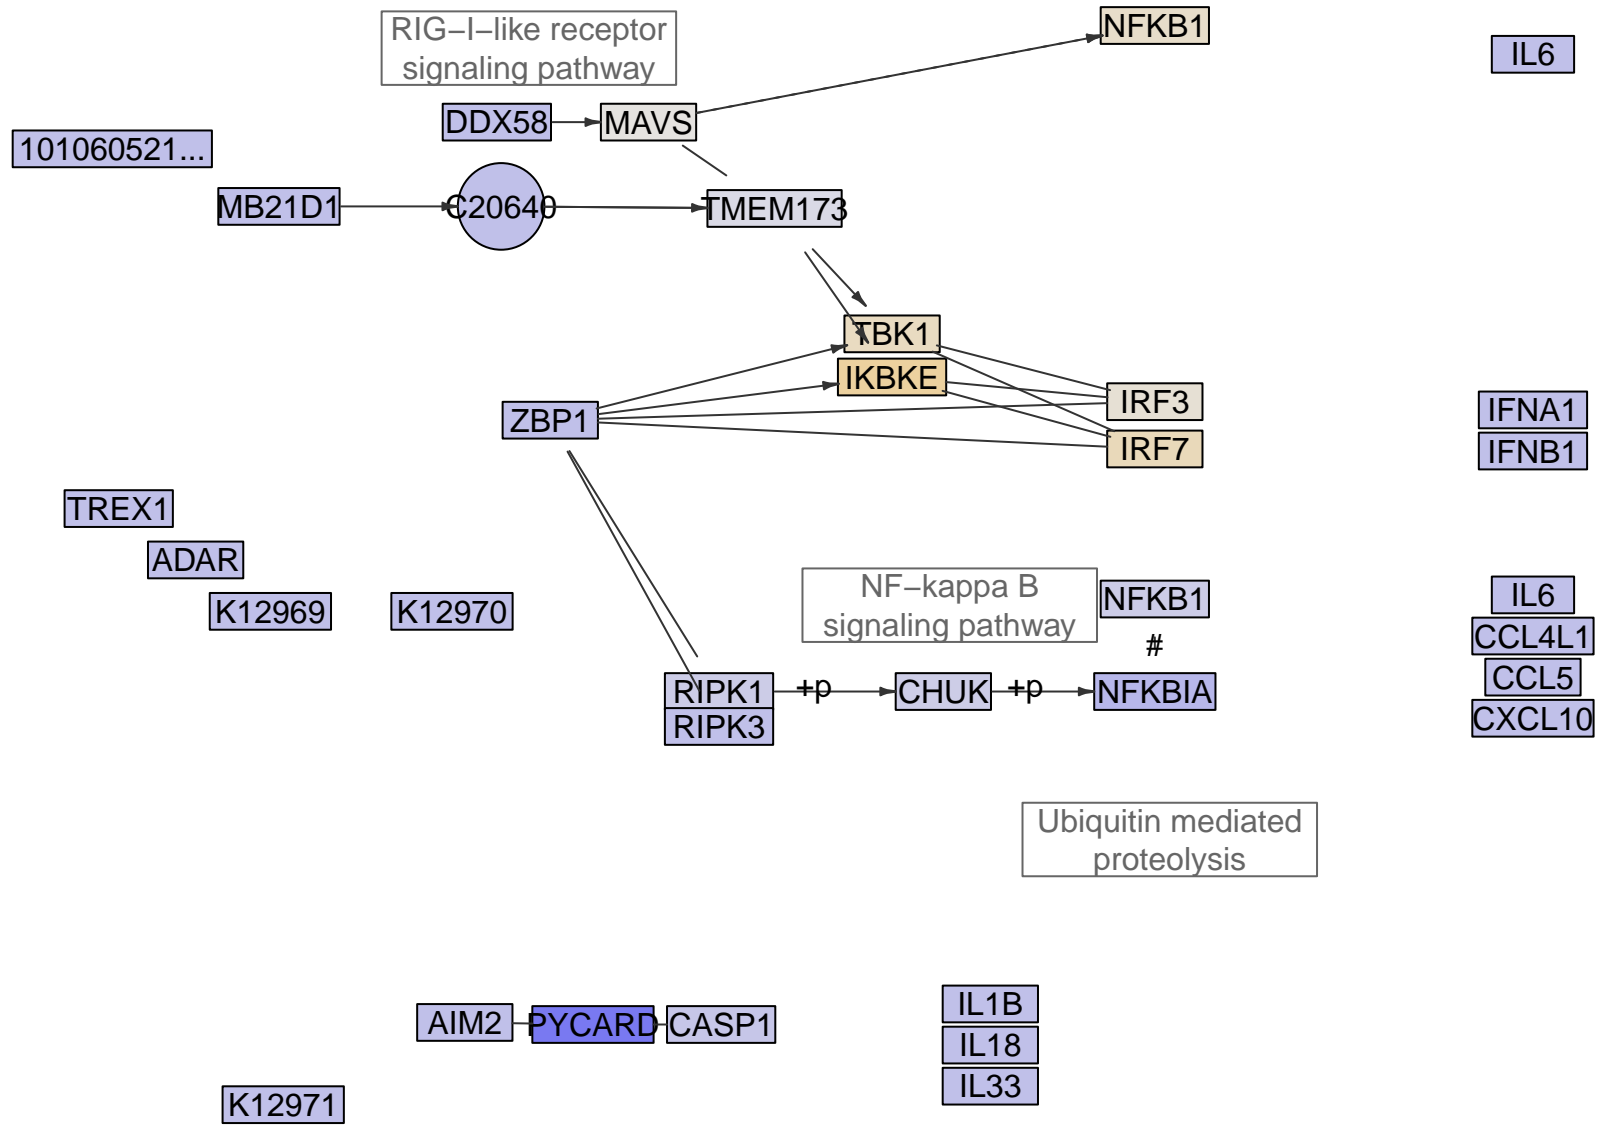 RIG−I−like receptor
signaling pathway
NFKB1
IL6
DDX58
MAVS
101060521...
MB21D1
C20640
TMEM173
TBK1
IKBKE
ZBP1
IRF3
IRF7
IFNA1
IFNB1
TREX1
ADAR
K12969
K12970
NF−kappa B
signaling pathway
NFKB1
#
IL6
CCL4L1
CCL5
CXCL10
RIPK1
+p
CHUK
+p
NFKBIA
RIPK3
Ubiquitin mediated
proteolysis
AIM2
PYCARD
CASP1
IL1B
IL18
IL33
K12971